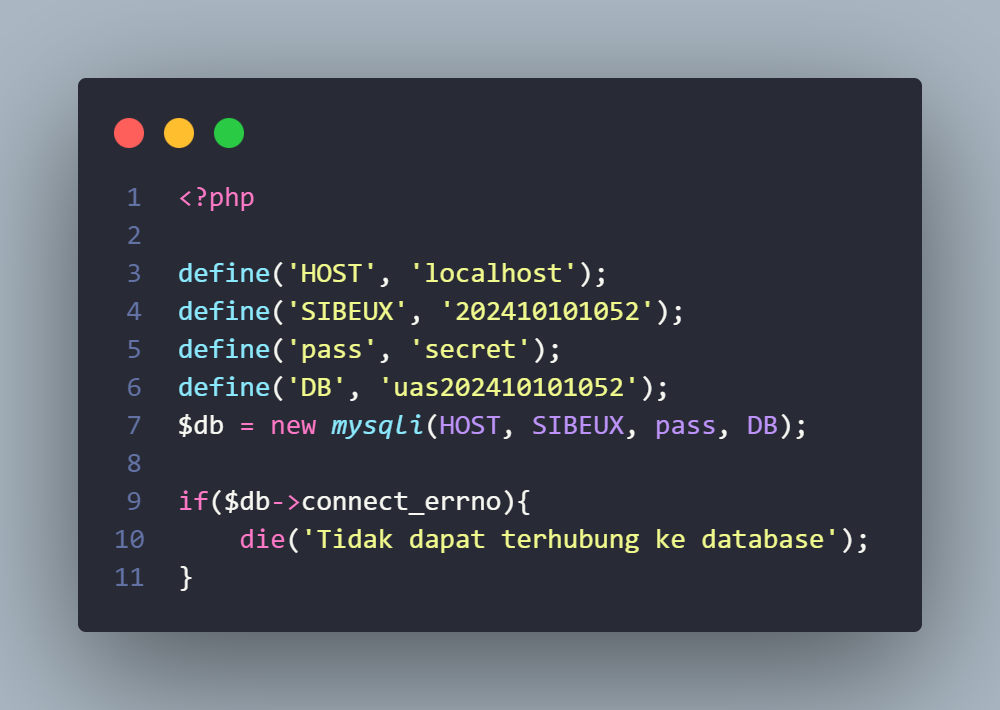 1 <?php
2
3 define('HOST', 'localhost');
4 define('SIBEUX', '202410101052');
5 define('pass', 'secret');
6 define('DB', 'uas202410101052');
7 $db = new mysqli(HOST, SIBEUX, pass, DB);
8
9 if($db->connect_errno){
10     die('Tidak dapat terhubung ke database');
11 }